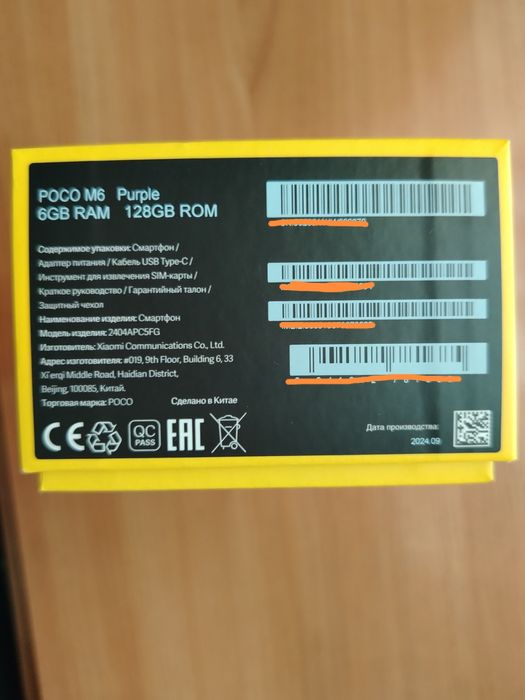 POCO M6 Purple
6GB RAM 128GB ROM
Содержимое упаковки: Смартфон /
Адаптер питания / Кабель USB Type-C /
Инструмент для извлечения SIM-карты /
Краткое руководство / Гарантийный талон /
Защитный чехол
Наименование изделия: Смартфон
Модель изделия: 2404APC5FG
Изготовитель: Xiaomi Communications Co., Ltd.
Адрес изготовителя: #019, 9th Floor, Building 6, 33
Xi'erqi Middle Road, Haidian District,
Beijing, 100085, Китай.
Торговая марка: POCO Сделано в Китае
CE QC PASS EAC
Дата производства:
2024.09